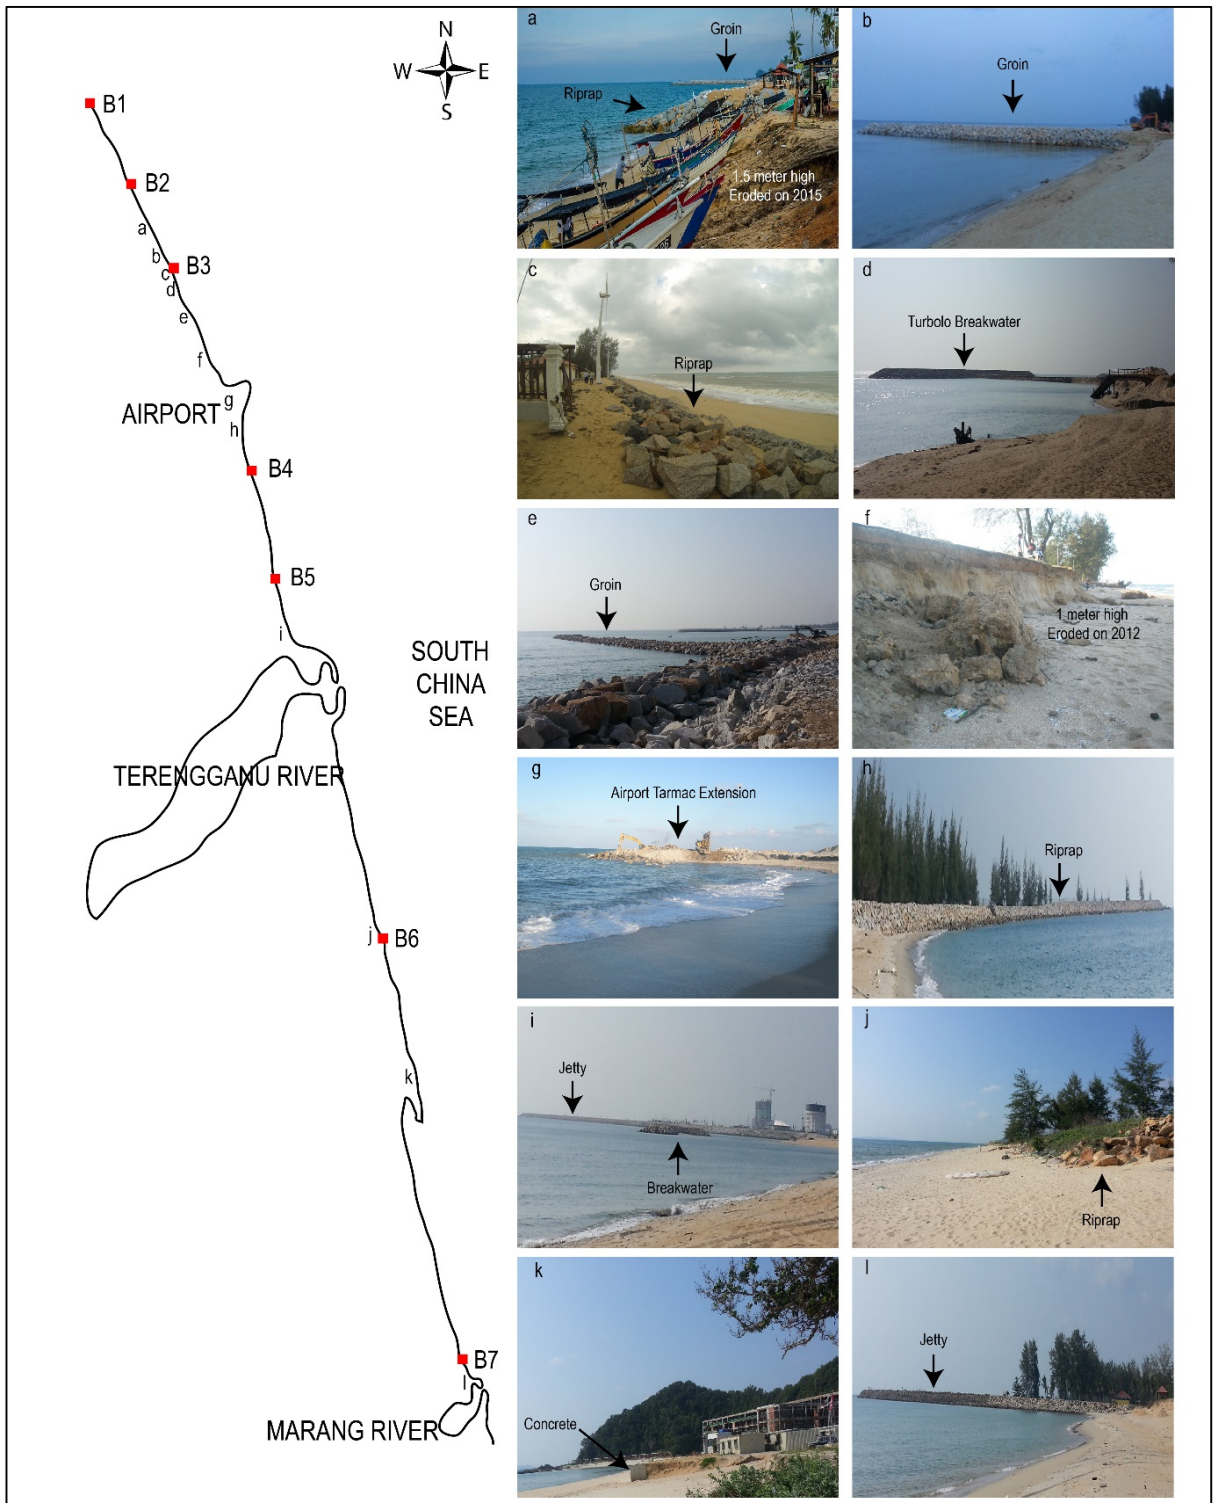 N
W E
S
B1
B2
a
b
B3
c
d
e
f
AIRPORT
g
h
B4
B5
i
SOUTH
CHINA
SEA
TERENGGANU RIVER
j
B6
k
B7
l
MARANG RIVER
a
Groin
Riprap
1.5 meter high
Eroded on 2015
b
Groin
c
Riprap
d
Turbolo Breakwater
e
Groin
f
1 meter high
Eroded on 2012
g
Airport Tarmac Extension
h
Riprap
i
Jetty
Breakwater
j
Riprap
k
Concrete
l
Jetty